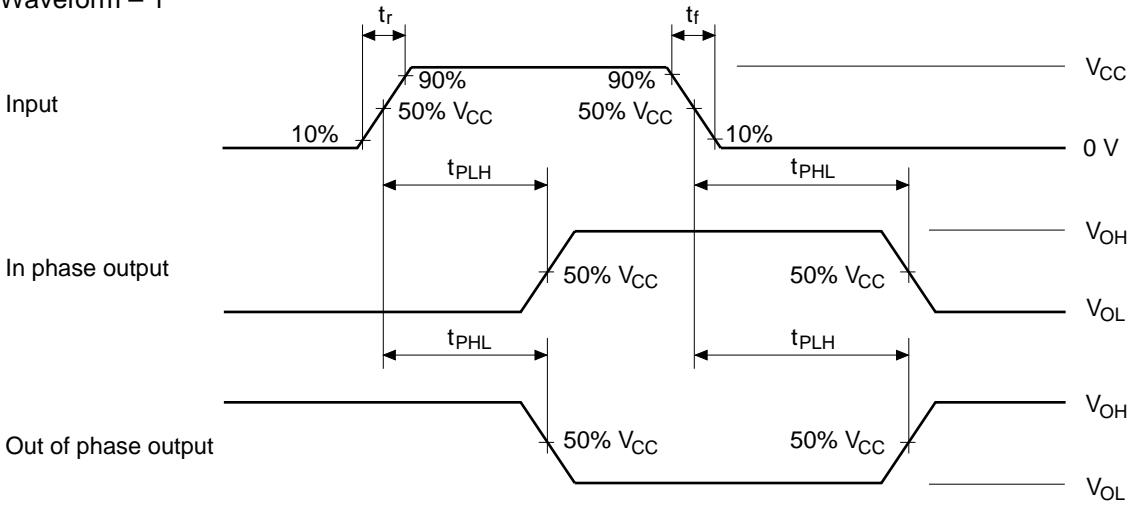 Waveform – 1
tr tf
90% 90% VCC
Input 50% VCC 50% VCC
10% 10% 0 V
tPLH tPHL
VOH
In phase output 50% VCC 50% VCC
VOL
tPHL tPLH
VOH
Out of phase output 50% VCC 50% VCC
VOL